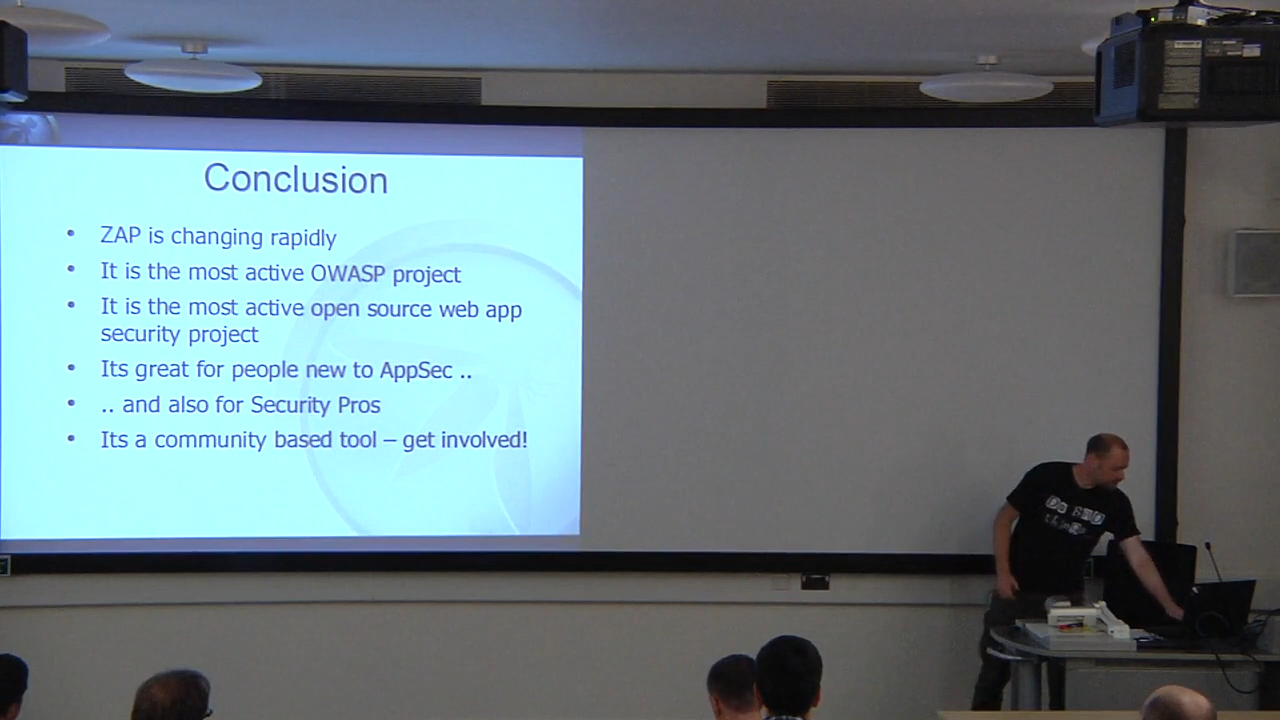 Conclusion
• ZAP is changing rapidly
• It is the most active OWASP project
• It is the most active open source web app
security project
• Its great for people new to AppSec ..
• .. and also for Security Pros
• Its a community based tool – get involved!